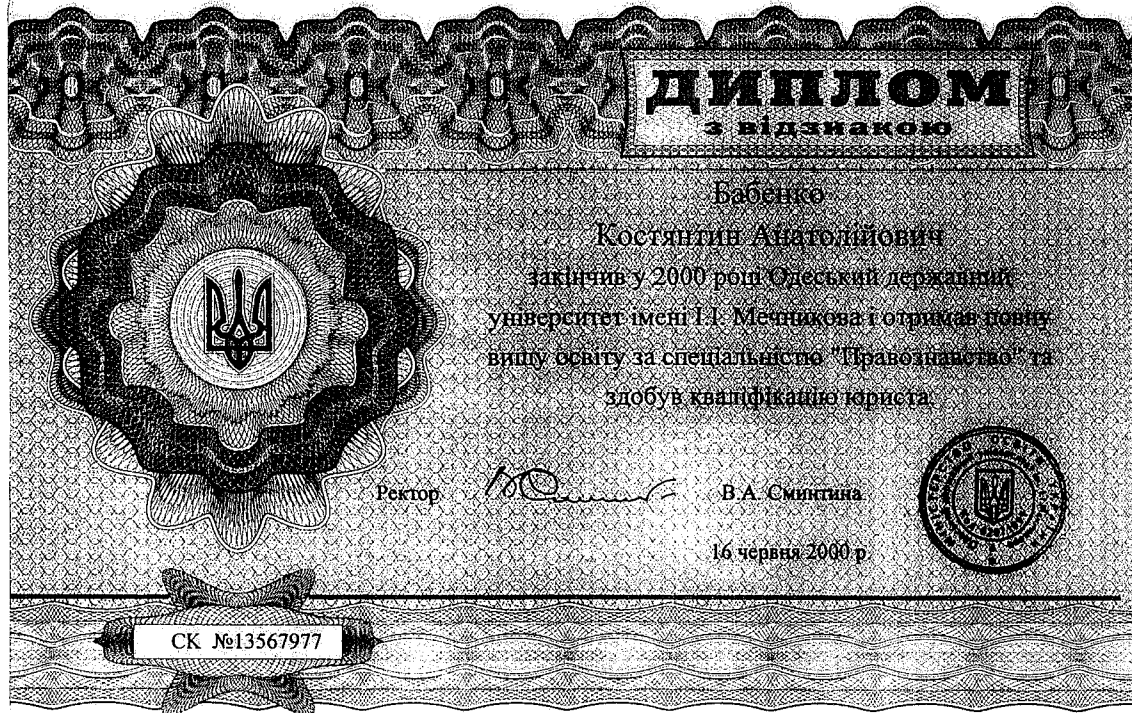 ДИПЛОМ
з відзнакою
Бабенко
Костянтин Анатолійович
закінчив у 2000 році Одеський державний
університет імені І.І. Мечникова і отримав повну
вищу освіту за спеціальністю "Правознавство" та
здобув кваліфікацію юриста.
Ректор В.А. Сминтина
16 червня 2000 р.
СК №13567977